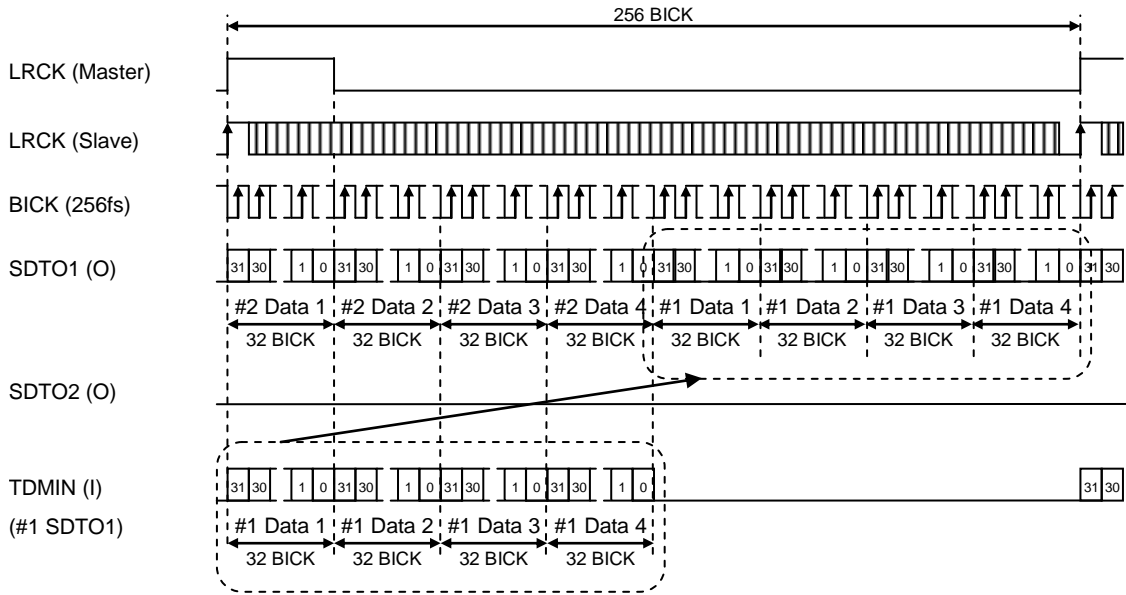 256 BICK
LRCK (Master)
LRCK (Slave)
BICK (256fs)
SDTO1 (O)
31 30 1 0 31 30 1 0 31 30 1 0 31 30 1 0 31 30 1 0 31 30 1 0 31 30 1 0 31 30 1 0 31 30
#2 Data 1 #2 Data 2 #2 Data 3 #2 Data 4 #1 Data 1 #1 Data 2 #1 Data 3 #1 Data 4
32 BICK 32 BICK 32 BICK 32 BICK 32 BICK 32 BICK 32 BICK 32 BICK
SDTO2 (O)
TDMIN (I)
31 30 1 0 31 30 1 0 31 30 1 0 31 30 1 0 31 30
(#1 SDTO1)
#1 Data 1 #1 Data 2 #1 Data 3 #1 Data 4
32 BICK 32 BICK 32 BICK 32 BICK